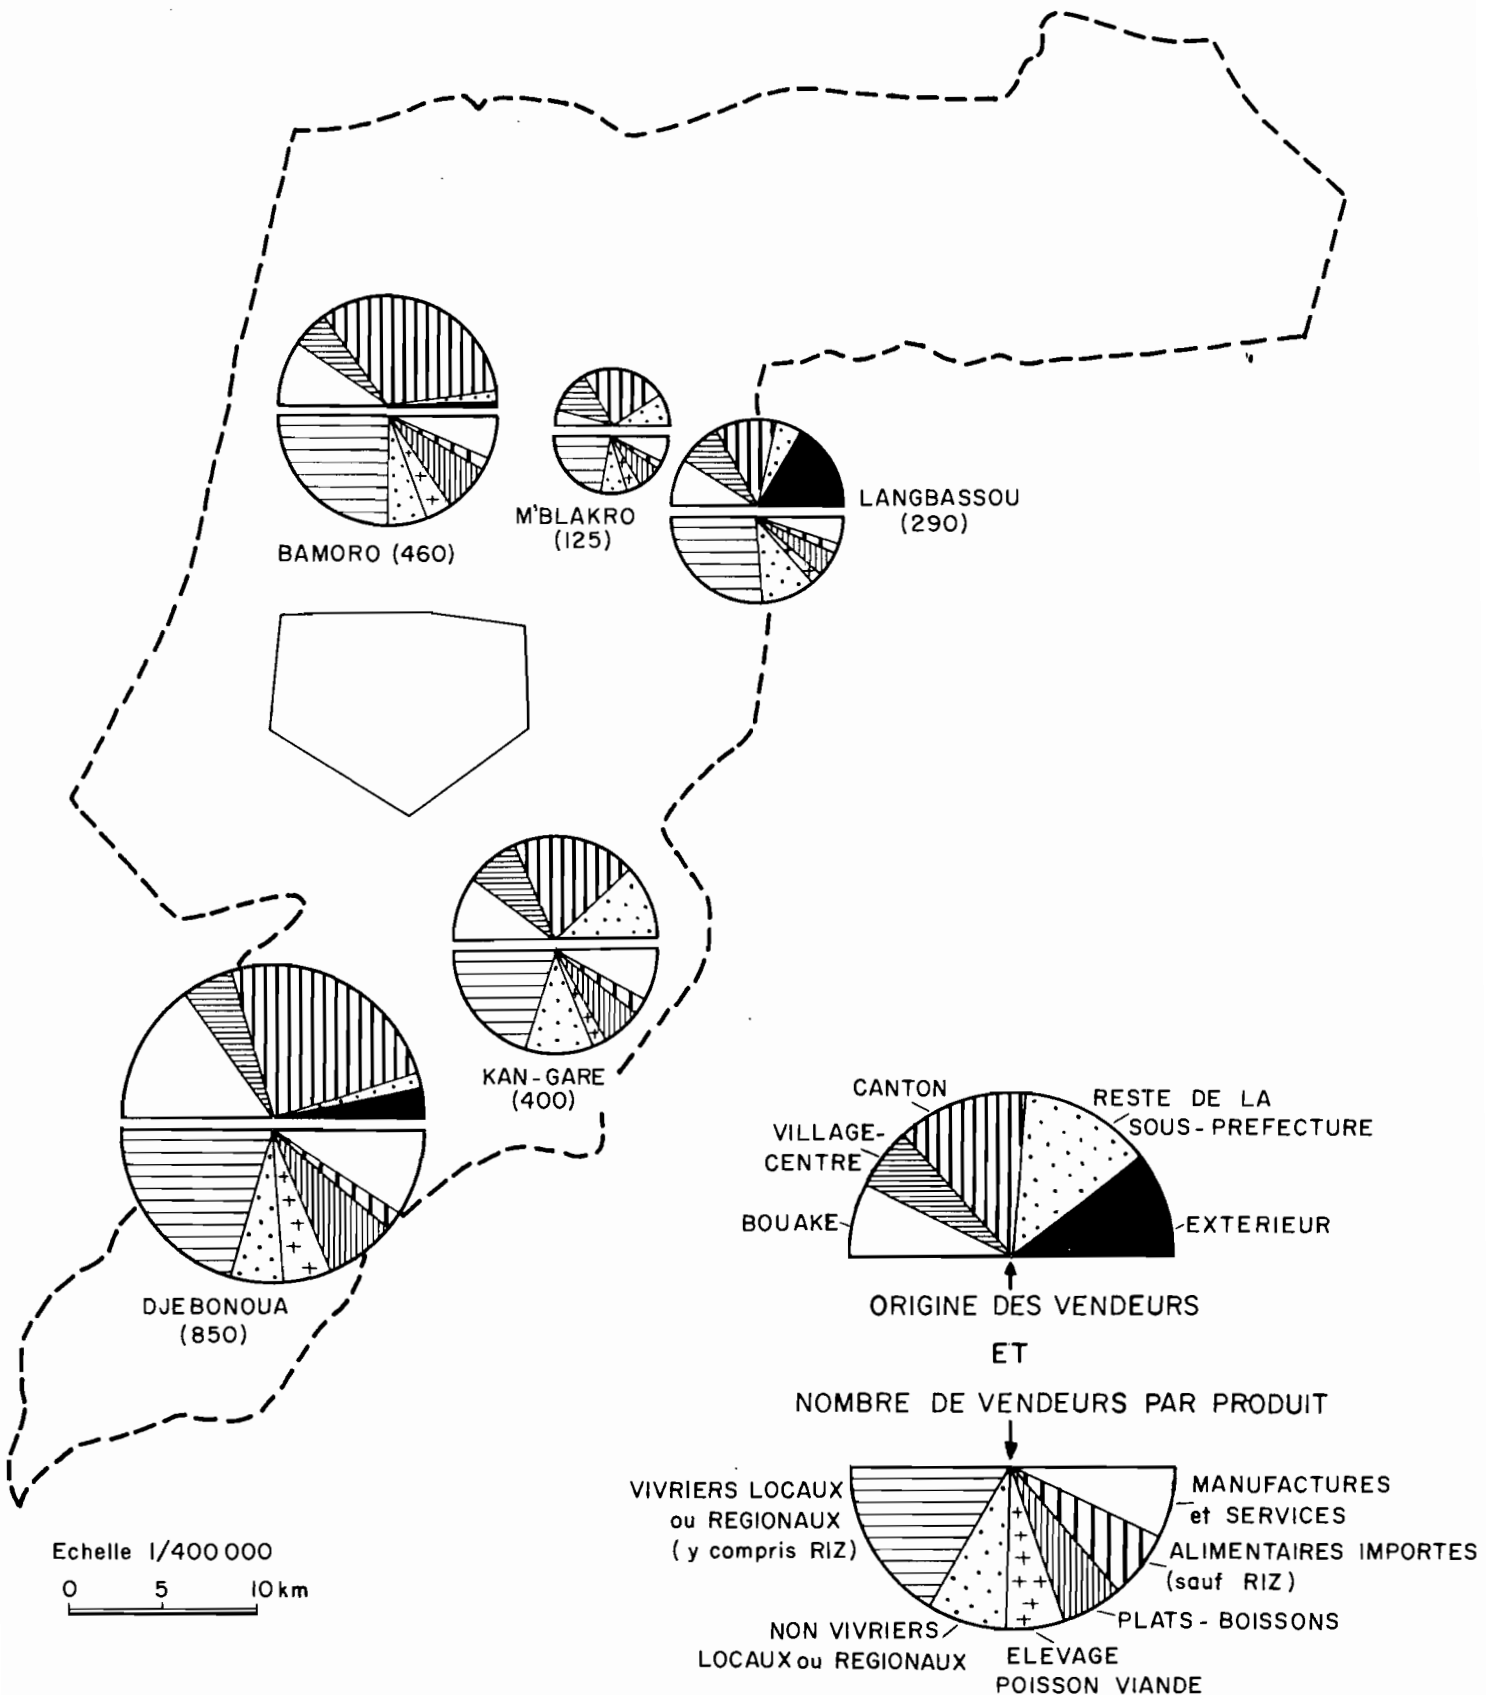 BAMORO (460)
M'BLAKRO
(125)
LANGBASSOU
(290)
KAN-GARE
(400)
DJEBONOUA
(850)
CANTON
RESTE DE LA
SOUS-PREFECTURE
VILLAGE-
CENTRE
BOUAKE
EXTERIEUR
ORIGINE DES VENDEURS
ET
NOMBRE DE VENDEURS PAR PRODUIT
VIVRIERS LOCAUX
ou REGIONAUX
(y compris RIZ)
MANUFACTURES
et SERVICES
ALIMENTAIRES IMPORTES
(sauf RIZ)
PLATS-BOISSONS
NON VIVRIERS
LOCAUX ou REGIONAUX
ELEVAGE
POISSON VIANDE
Echelle 1/400 000
0 5 10 km